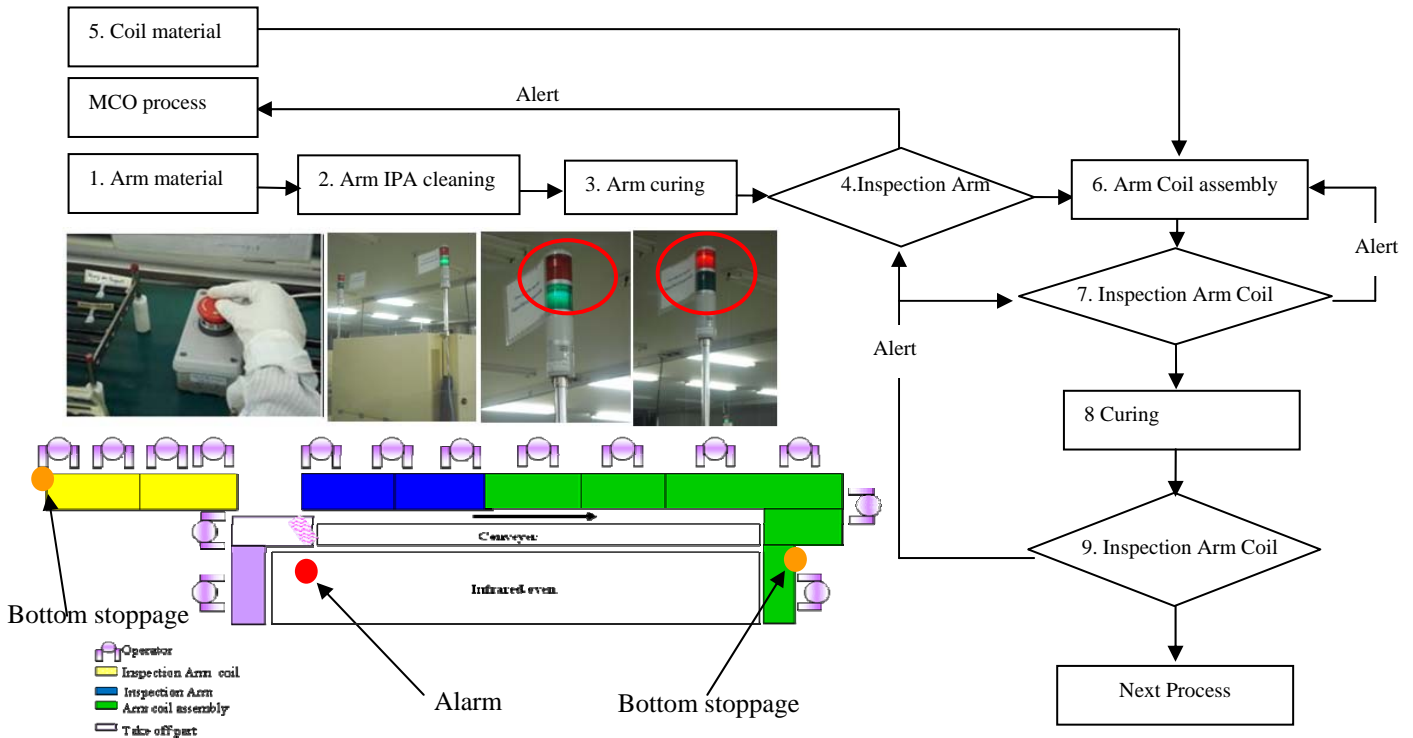 5. Coil material
MCO process
Alert
1. Arm material
2. Arm IPA cleaning
3. Arm curing
4.Inspection Arm
6. Arm Coil assembly
Alert
7. Inspection Arm Coil
Alert
8 Curing
9. Inspection Arm Coil
Next Process
Conveyer
Infrared oven
Bottom stoppage
Operator
Inspection Arm coil
Inspection Arm
Arm coil assembly
Take off part
Alarm
Bottom stoppage